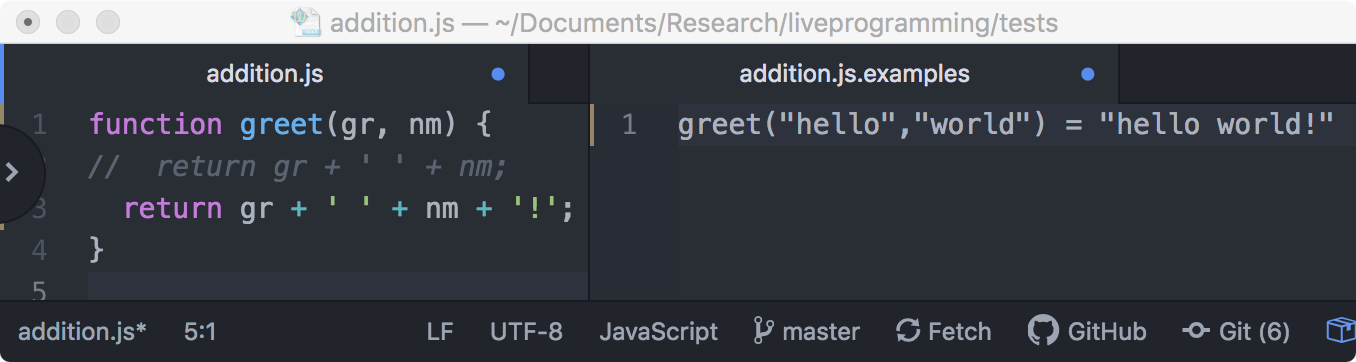 addition.js — ~/Documents/Research/liveprogramming/tests
addition.js
addition.js.examples
1 function greet(gr, nm) {
//  return gr + ' ' + nm;
3   return gr + ' ' + nm + '!';
4 }
5
1 greet("hello","world") = "hello world!"
addition.js* 5:1 LF UTF-8 JavaScript master Fetch GitHub Git (6)